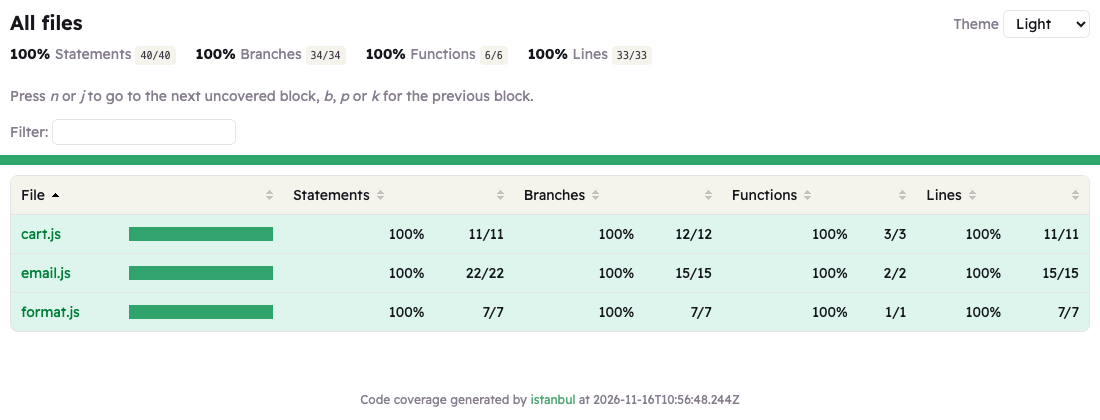 All files
Theme Light
100% Statements 40/40 100% Branches 34/34 100% Functions 6/6 100% Lines 33/33
Press n or j to go to the next uncovered block, b, p or k for the previous block.
Filter:
File Statements Branches Functions Lines
cart.js 100% 11/11 100% 12/12 100% 3/3 100% 11/11
email.js 100% 22/22 100% 15/15 100% 2/2 100% 15/15
format.js 100% 7/7 100% 7/7 100% 1/1 100% 7/7
Code coverage generated by istanbul at 2026-11-16T10:56:48.244Z